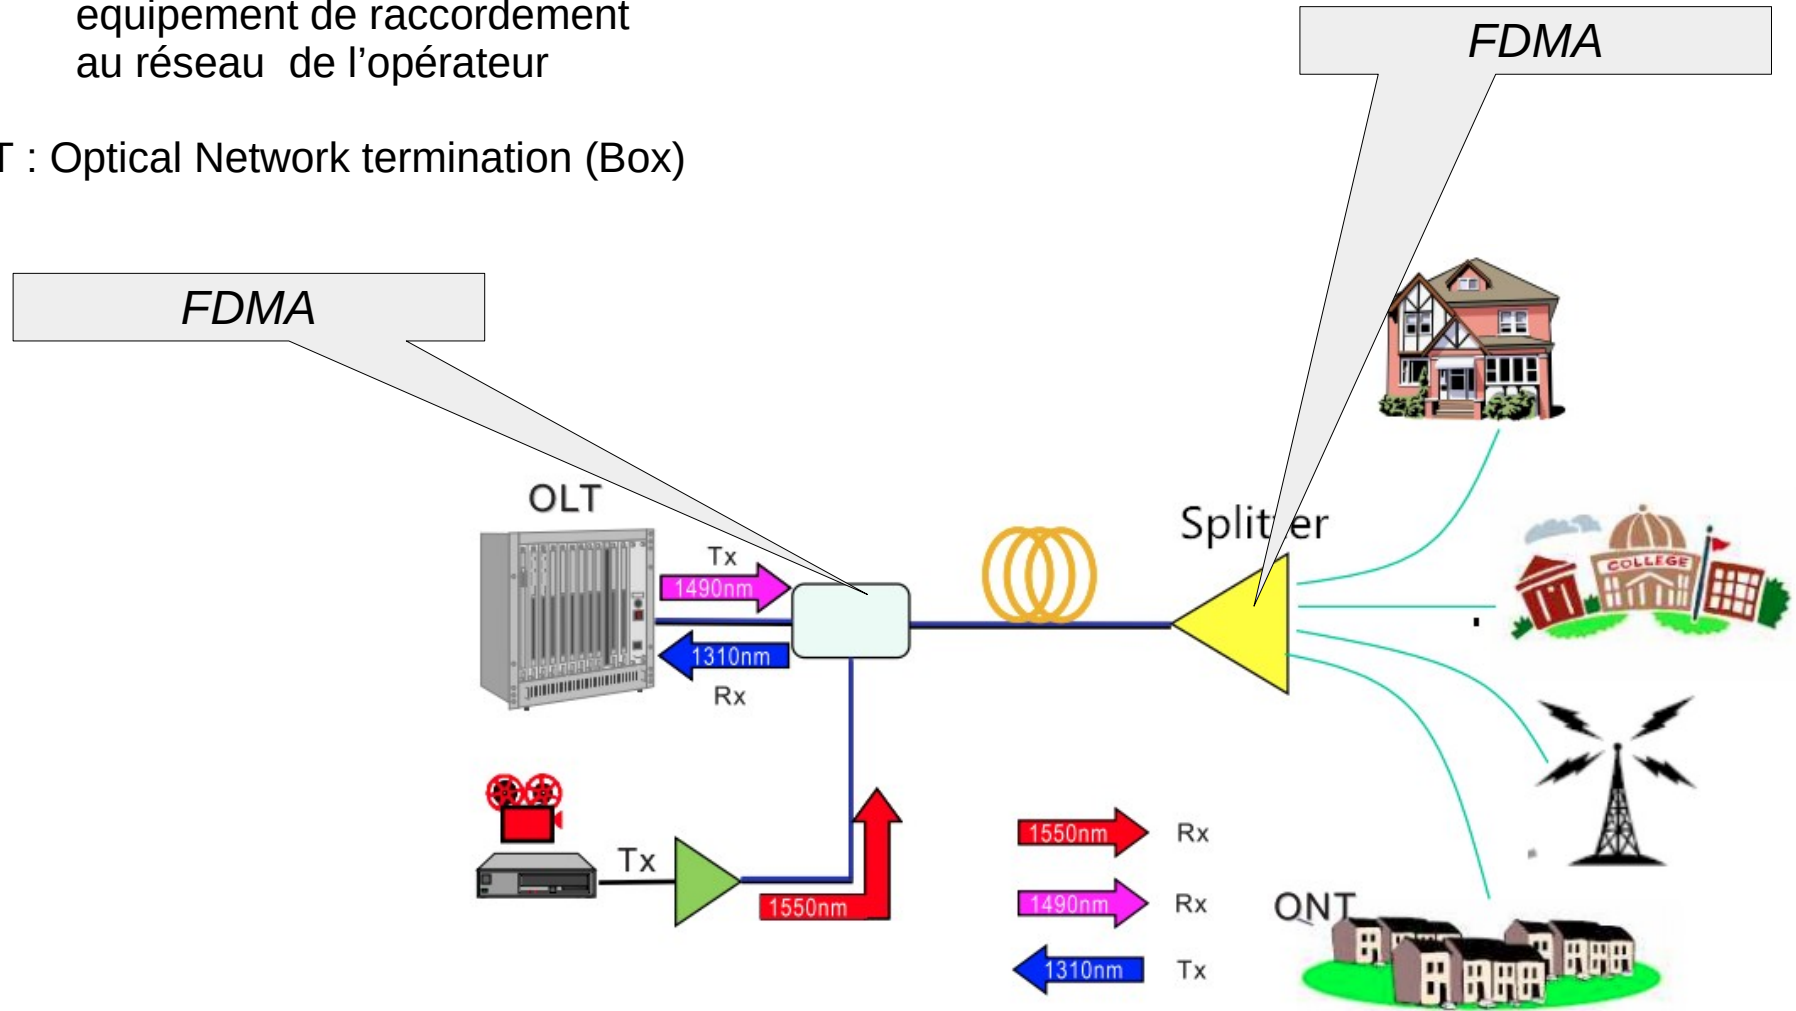 equipement de raccordement
au réseau  de l’opérateur
T : Optical Network termination (Box)
FDMA
FDMA
OLT
Splitter
COLLEGE
Tx
1490nm
1310nm
Rx
Tx
1550nm
1550nm Rx
1490nm Rx
1310nm Tx
ONT